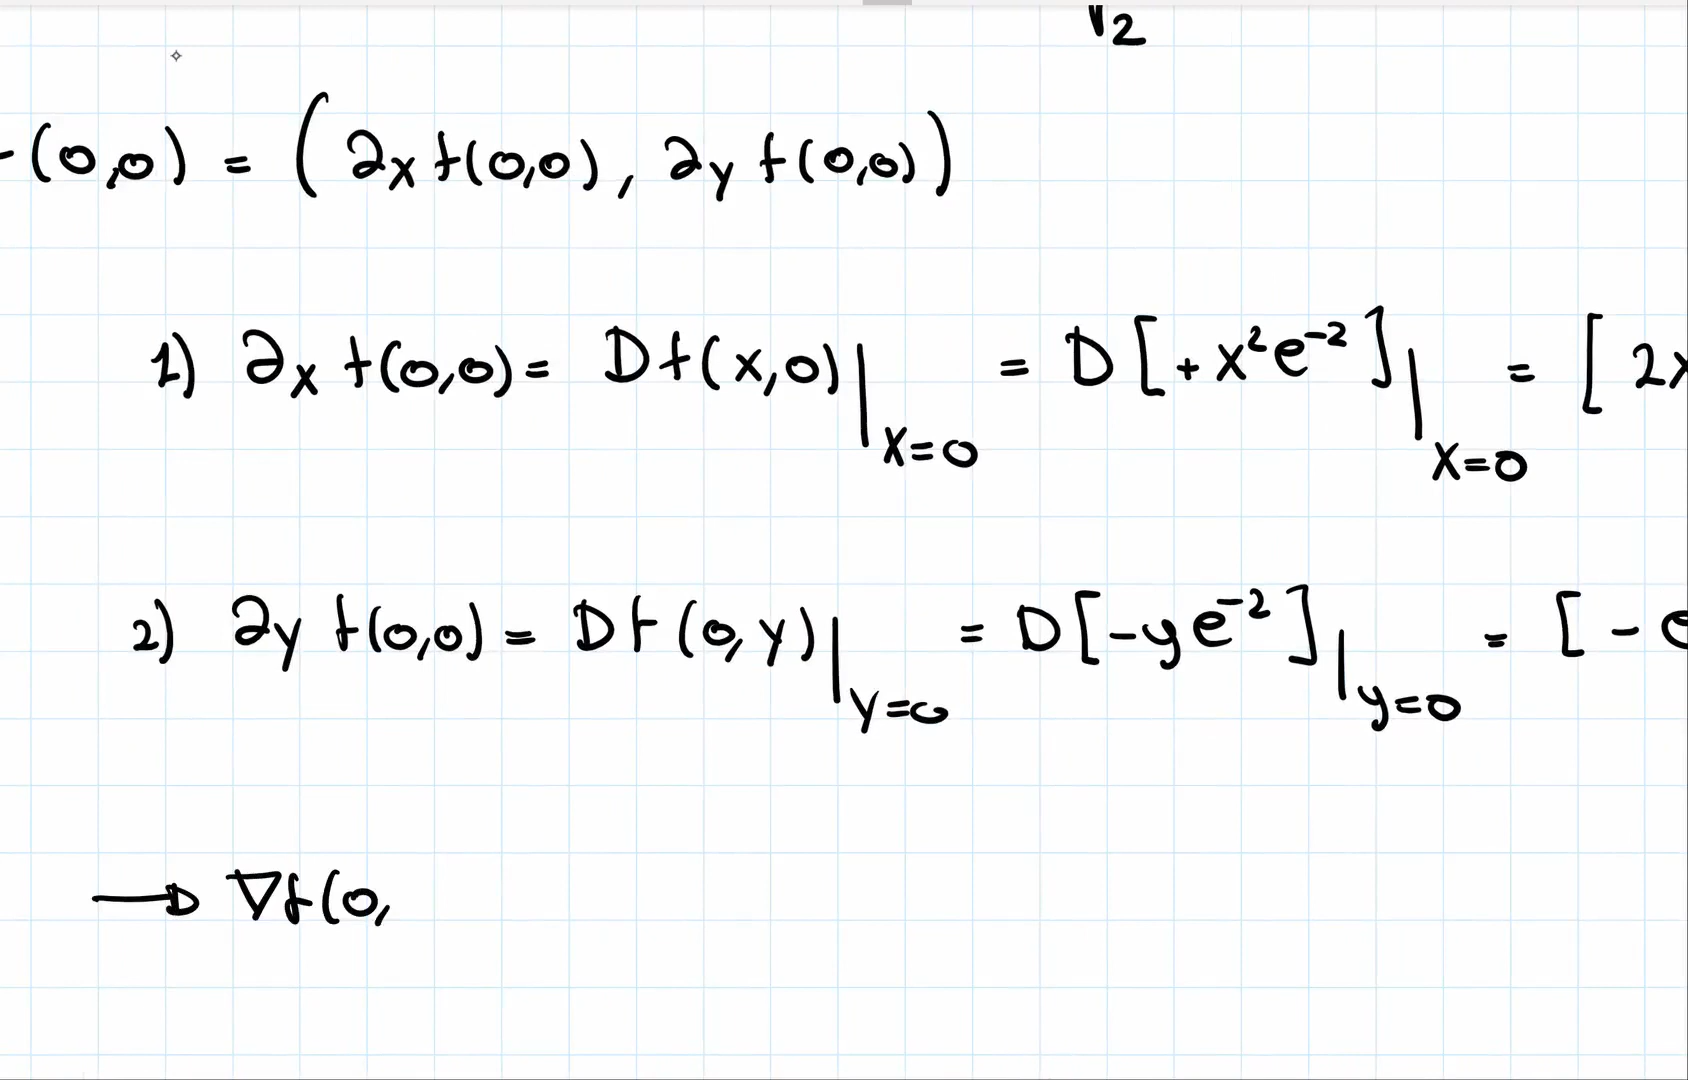 √2
(0,0) = (∂x f(0,0), ∂y f(0,0))
1) ∂x f(0,0) = Df(x,0)|x=0 = D[+x²e⁻²]|x=0 = [2x
2) ∂y f(0,0) = Df(0,y)|y=0 = D[-ye⁻²]|y=0 = [-e
→ ∇f(0,